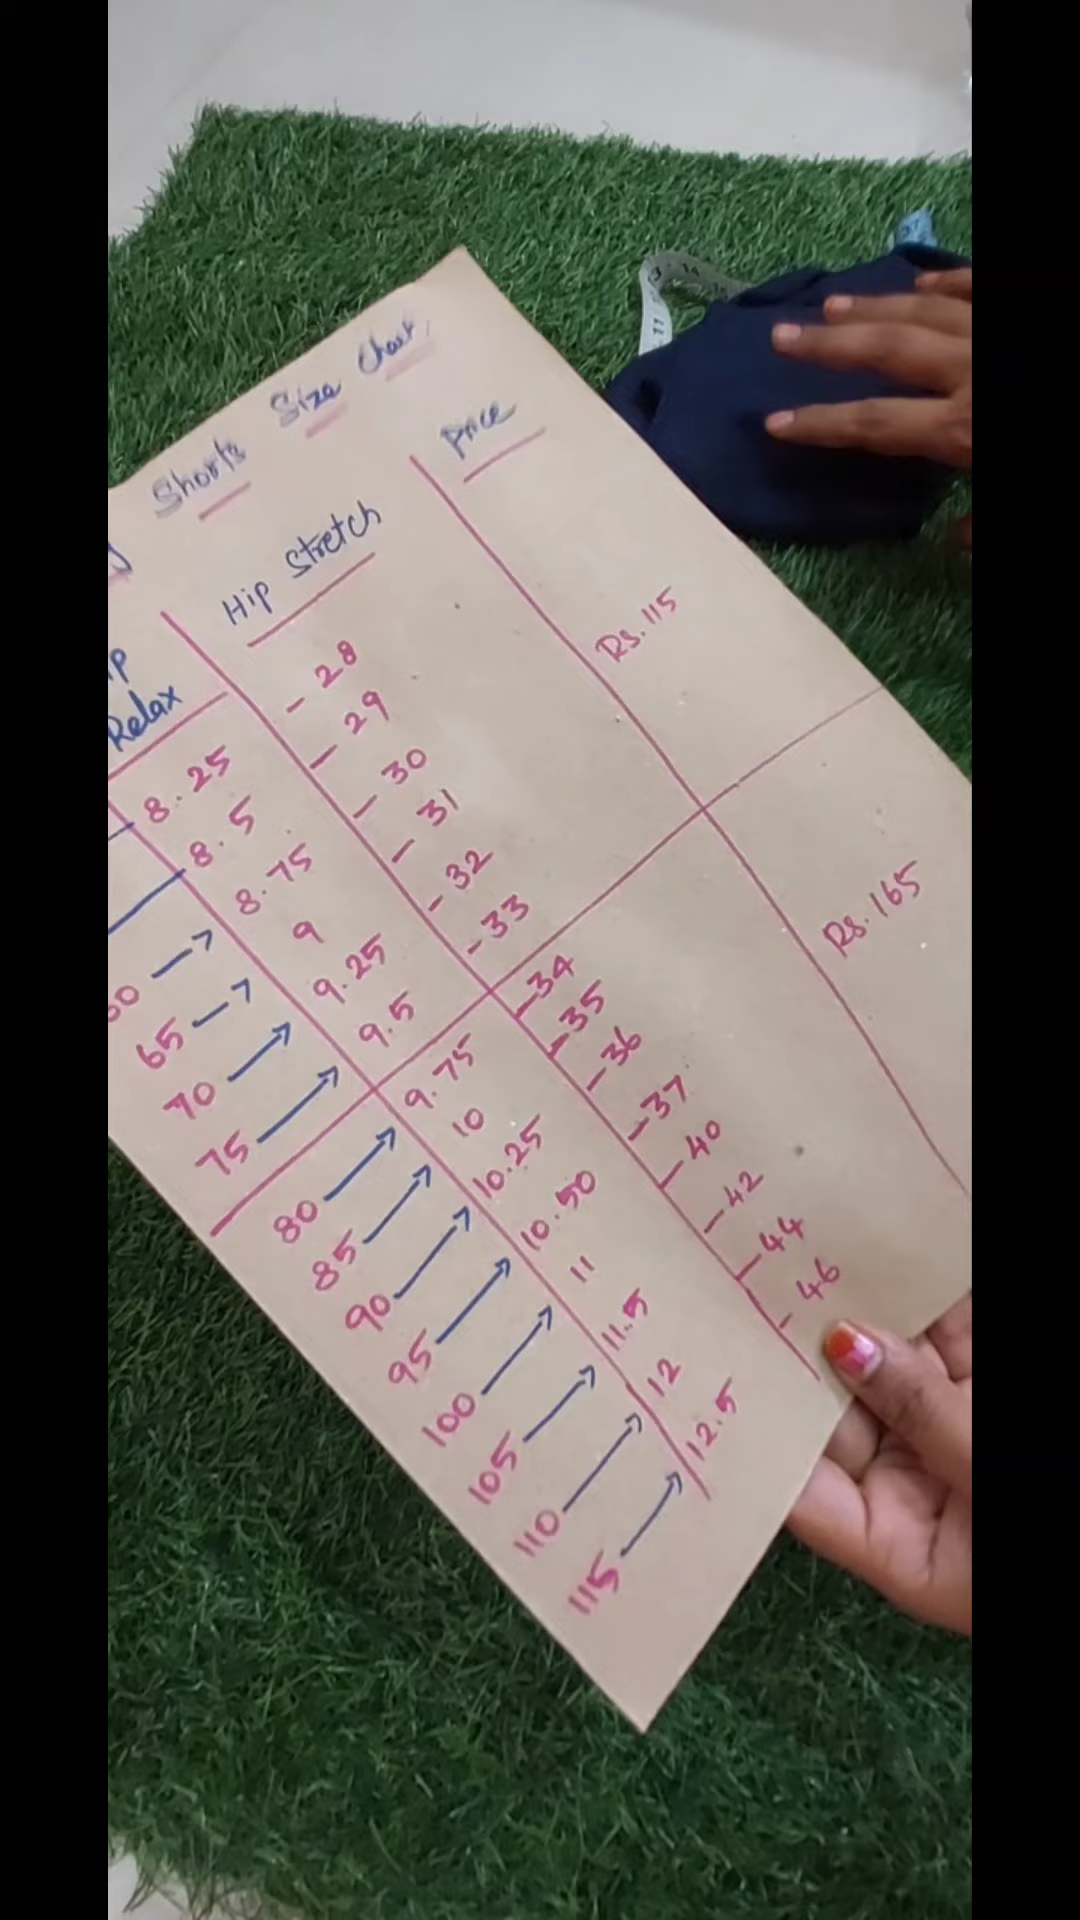 Shorts Size Chart
Hip Relax Hip Stretch Price
8.25 - 28
8.5 - 29
→ 8.75 - 30
65 → 9 - 31
70 → 9.25 - 32
75 → 9.5 - 33
Rs. 115
80 → 9.75 - 34
85 → 10 - 35
90 → 10.25 - 36
95 → 10.50 - 37
100 → 11 - 40
105 → 11.5 - 42
110 → 12 - 44
115 → 12.5 - 46
Rs. 165